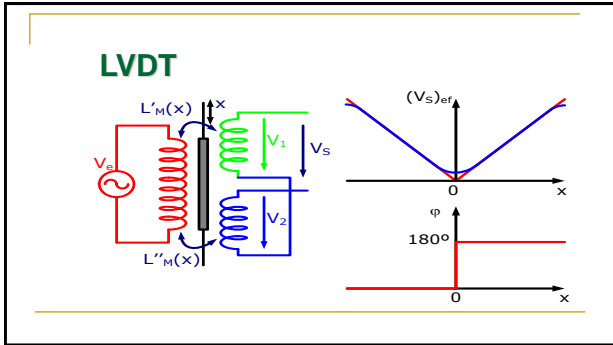 LVDT
L'M(x)
x
Ve
V1
VS
V2
L''M(x)
(VS)ef
0
x
φ
180º
0
x